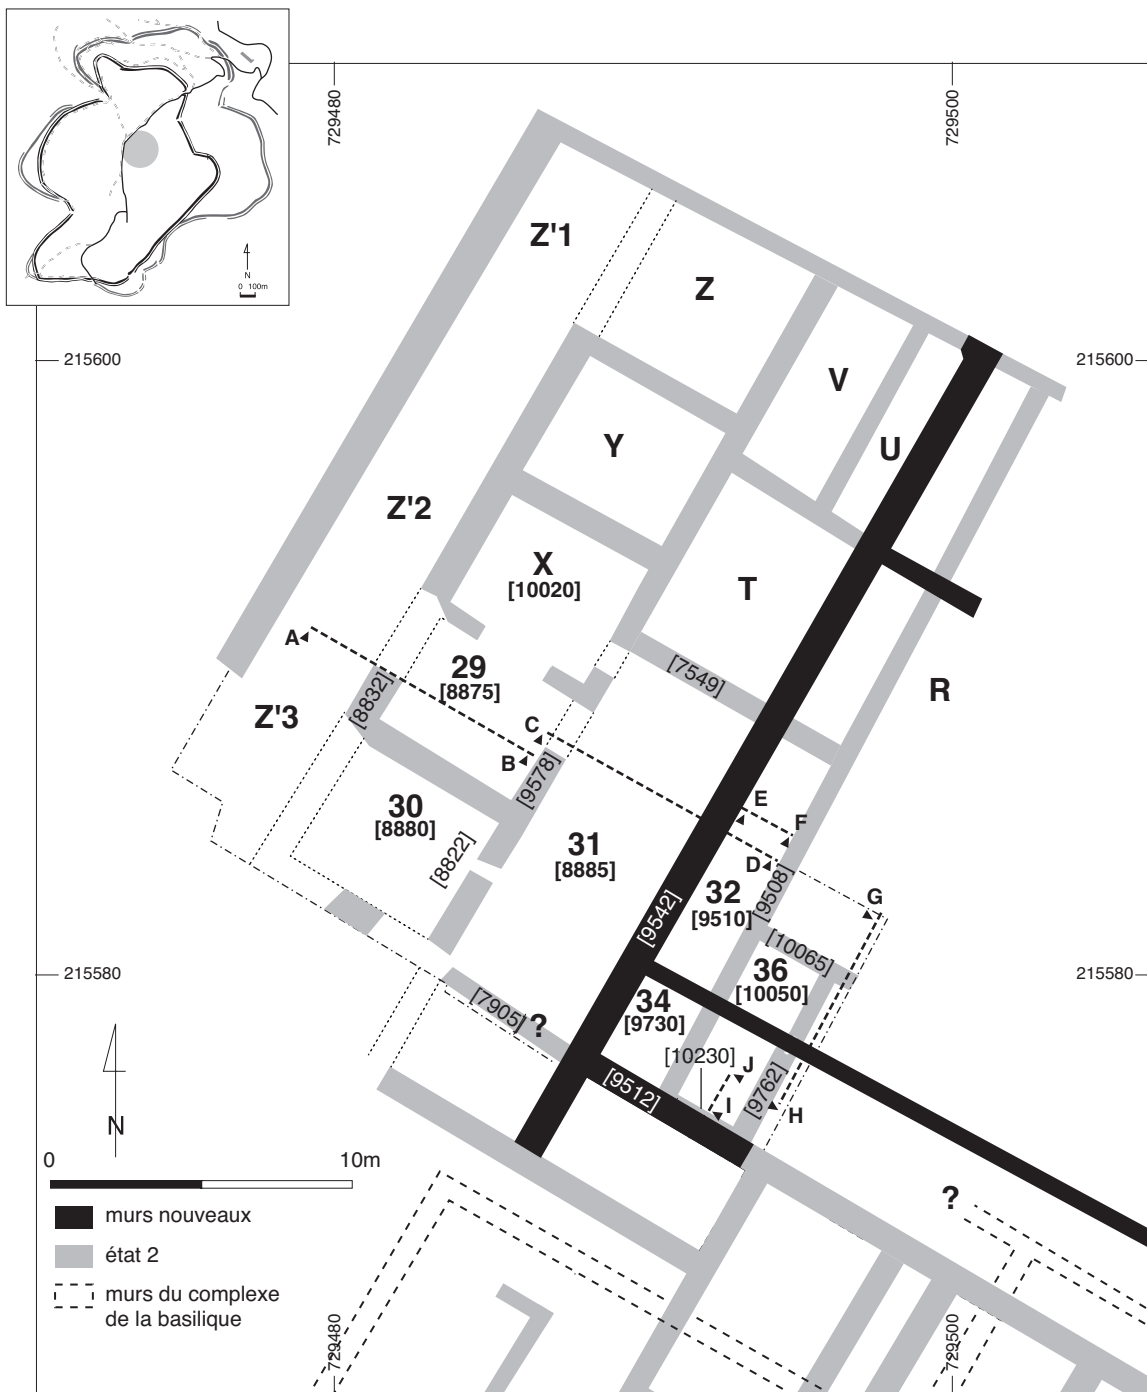 N
0 100m
729480
729500
215600
215600
Z'1
Z
V
U
Y
Z'2
X
[10020]
T
A
29
[8875]
[7549]
R
[8832]
Z'3
C
B
[9578]
E
F
30
[8880]
31
[8885]
[8822]
D
32
[9510]
[9508]
G
[9542]
[10065]
215580
215580
36
[10050]
34
[9730]
[7905]
?
[10230]
J
[9762]
[9512]
I
H
N
0
10m
?
murs nouveaux
état 2
murs du complexe
de la basilique
729480
729500